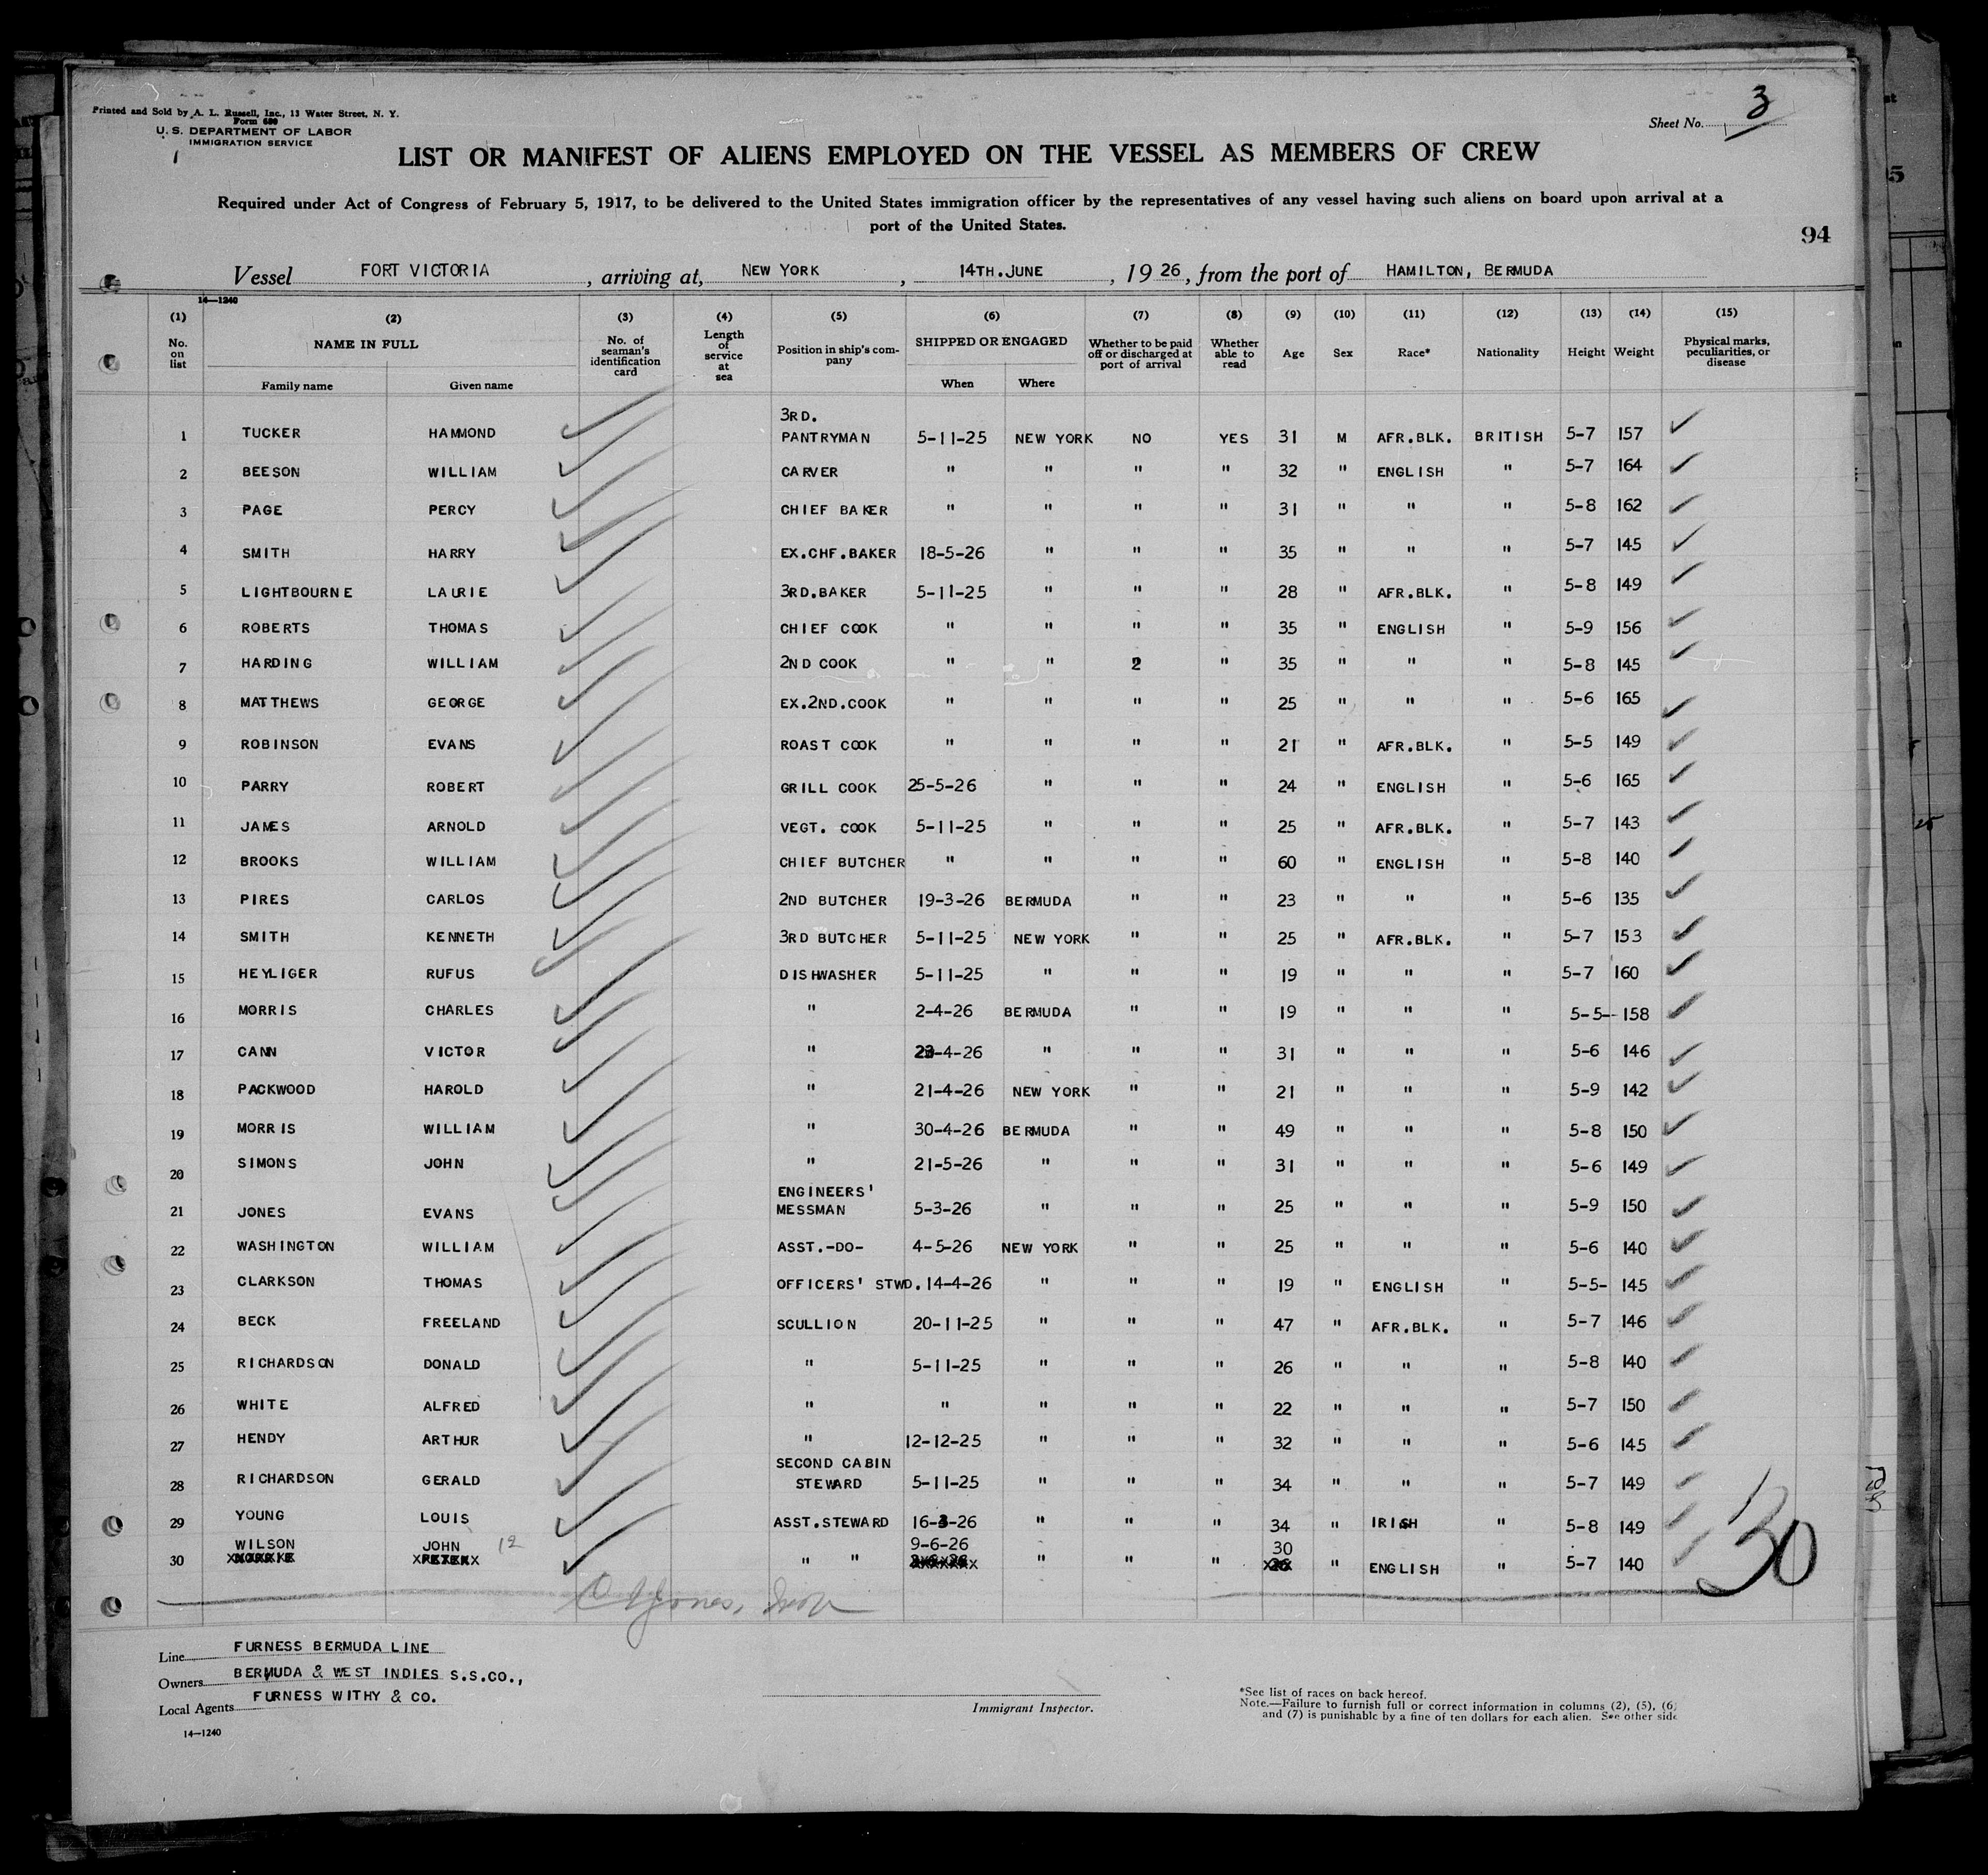 Printed and Sold by A. L. Russell, Inc., 13 Water Street, N. Y.
Form 680
U. S. DEPARTMENT OF LABOR
IMMIGRATION SERVICE
Sheet No. 3
LIST OR MANIFEST OF ALIENS EMPLOYED ON THE VESSEL AS MEMBERS OF CREW
Required under Act of Congress of February 5, 1917, to be delivered to the United States immigration officer by the representatives of any vessel having such aliens on board upon arrival at a
port of the United States.
94
Vessel FORT VICTORIA, arriving at, NEW YORK, 14TH.JUNE, 19 26, from the port of HAMILTON, BERMUDA
14—1240
(1) (2) (3) (4) (5) (6) (7) (8) (9) (10) (11) (12) (13) (14) (15)
No. on list NAME IN FULL Family name Given name No. of seaman's identification card Length of service at sea Position in ship's company SHIPPED OR ENGAGED When Where Whether to be paid off or discharged at port of arrival Whether able to read Age Sex Race* Nationality Height Weight Physical marks, peculiarities, or disease
1 TUCKER HAMMOND 3RD. PANTRYMAN 5-11-25 NEW YORK NO YES 31 M AFR.BLK. BRITISH 5-7 157
2 BEESON WILLIAM CARVER " " " " 32 " ENGLISH " 5-7 164
3 PAGE PERCY CHIEF BAKER " " " " 31 " " " 5-8 162
4 SMITH HARRY EX.CHF.BAKER 18-5-26 " " " 35 " " " 5-7 145
5 LIGHTBOURNE LAURIE 3RD.BAKER 5-11-25 " " " 28 " AFR.BLK. " 5-8 149
6 ROBERTS THOMAS CHIEF COOK " " " " 35 " ENGLISH " 5-9 156
7 HARDING WILLIAM 2ND COOK " " 2 " 35 " " " 5-8 145
8 MATTHEWS GEORGE EX.2ND.COOK " " " " 25 " " " 5-6 165
9 ROBINSON EVANS ROAST COOK " " " " 21 " AFR.BLK. " 5-5 149
10 PARRY ROBERT GRILL COOK 25-5-26 " " " 24 " ENGLISH " 5-6 165
11 JAMES ARNOLD VEGT. COOK 5-11-25 " " " 25 " AFR.BLK. " 5-7 143
12 BROOKS WILLIAM CHIEF BUTCHER " " " " 60 " ENGLISH " 5-8 140
13 PIRES CARLOS 2ND BUTCHER 19-3-26 BERMUDA " " 23 " " " 5-6 135
14 SMITH KENNETH 3RD BUTCHER 5-11-25 NEW YORK " " 25 " AFR.BLK. " 5-7 153
15 HEYLIGER RUFUS DISHWASHER 5-11-25 " " " 19 " " " 5-7 160
16 MORRIS CHARLES " 2-4-26 BERMUDA " " 19 " " " 5-5-- 158
17 CANN VICTOR " 23-4-26 " " " 31 " " " 5-6 146
18 PACKWOOD HAROLD " 21-4-26 NEW YORK " " 21 " " " 5-9 142
19 MORRIS WILLIAM " 30-4-26 BERMUDA " " 49 " " " 5-8 150
20 SIMONS JOHN " 21-5-26 " " " 31 " " " 5-6 149
21 JONES EVANS ENGINEERS' MESSMAN 5-3-26 " " " 25 " " " 5-9 150
22 WASHINGTON WILLIAM ASST.-DO- 4-5-26 NEW YORK " " 25 " " " 5-6 140
23 CLARKSON THOMAS OFFICERS' STWD. 14-4-26 " " " 19 " ENGLISH " 5-5- 145
24 BECK FREELAND SCULLION 20-11-25 " " " 47 " AFR.BLK. " 5-7 146
25 RICHARDSON DONALD " 5-11-25 " " " 26 " " " 5-8 140
26 WHITE ALFRED " " " " " 22 " " " 5-7 150
27 HENDY ARTHUR " 12-12-25 " " " 32 " " " 5-6 145
28 RICHARDSON GERALD SECOND CABIN STEWARD 5-11-25 " " " 34 " " " 5-7 149
29 YOUNG LOUIS ASST.STEWARD 16-3-26 " " " 34 " IRISH " 5-8 149
30 WILSON JOHN 12 " " 9-6-26 " " " 30 " ENGLISH " 5-7 140
30
Line FURNESS BERMUDA LINE
Owners BERMUDA & WEST INDIES S.S.CO.,
Local Agents FURNESS WITHY & CO.
14—1240
Immigrant Inspector.
*See list of races on back hereof.
Note.—Failure to furnish full or correct information in columns (2), (5), (6)
and (7) is punishable by a fine of ten dollars for each alien. See other side